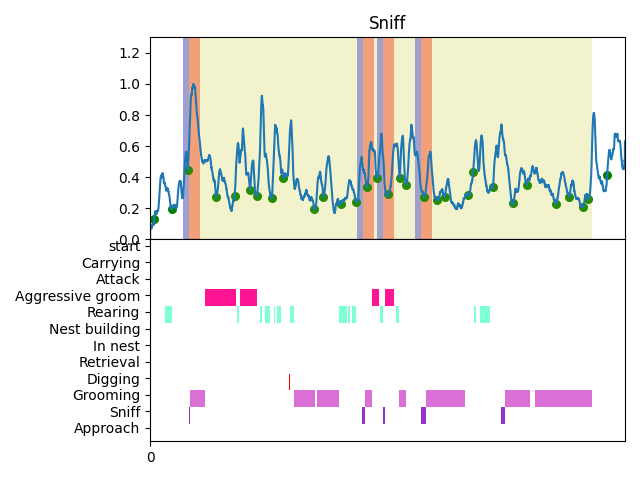 Sniff
1.2
1.0
0.8
0.6
0.4
0.2
0.0
start
Carrying
Attack
Aggressive groom
Rearing
Nest building
In nest
Retrieval
Digging
Grooming
Sniff
Approach
0